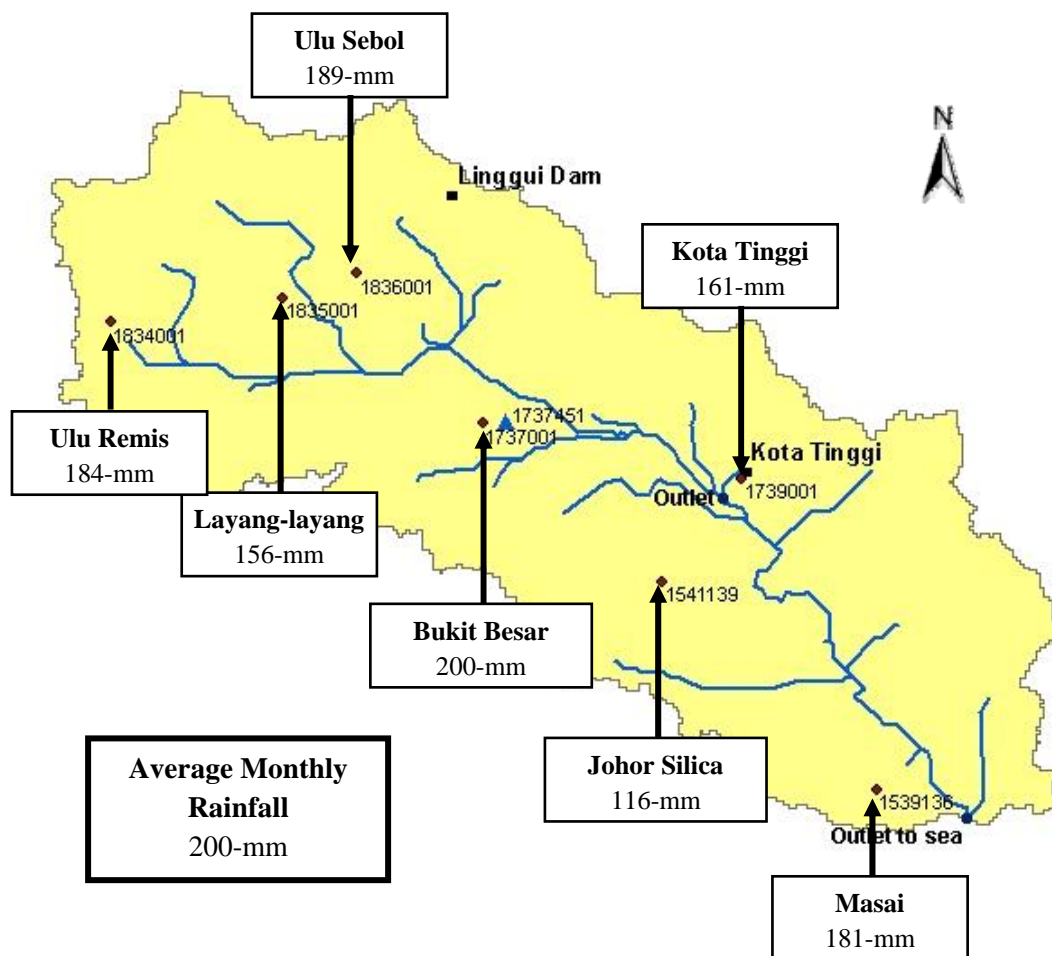 Ulu Sebol
189-mm
N
Linggui Dam
Kota Tinggi
161-mm
1836001
1835001
1834001
Ulu Remis
184-mm
1737451
1737001
Kota Tinggi
1739001
Outlet
Layang-layang
156-mm
1541139
Bukit Besar
200-mm
Average Monthly
Rainfall
200-mm
Johor Silica
116-mm
1539136
Outlet to sea
Masai
181-mm